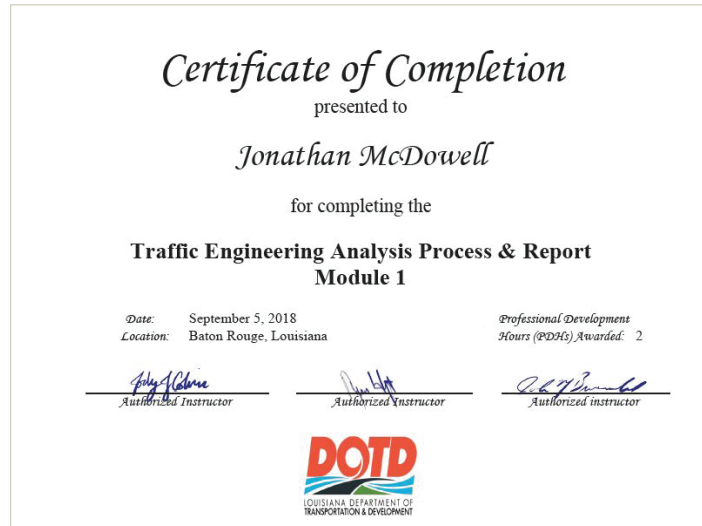 Certificate of Completion
presented to
Jonathan McDowell
for completing the
Traffic Engineering Analysis Process & Report
Module 1
Date: September 5, 2018
Location: Baton Rouge, Louisiana
Professional Development
Hours (PDHs) Awarded: 2
Authorized Instructor
Authorized Instructor
Authorized instructor
DOTD
LOUISIANA DEPARTMENT OF
TRANSPORTATION & DEVELOPMENT